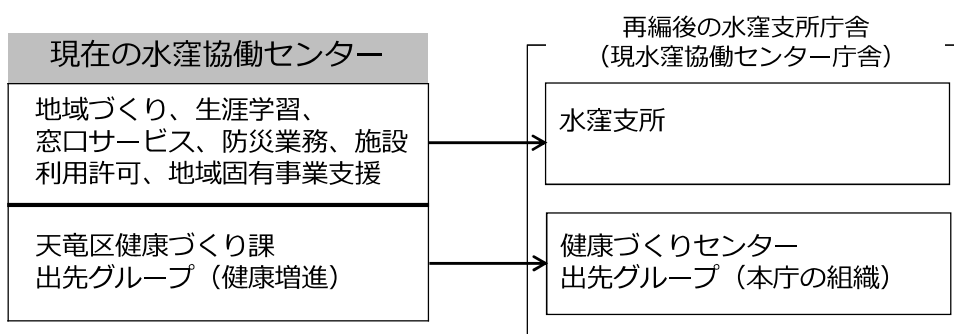 現在の水窪協働センター
地域づくり、生涯学習、
窓口サービス、防災業務、施設
利用許可、地域固有事業支援
天竜区健康づくり課
出先グループ（健康増進）
再編後の水窪支所庁舎
（現水窪協働センター庁舎）
水窪支所
健康づくりセンター
出先グループ（本庁の組織）